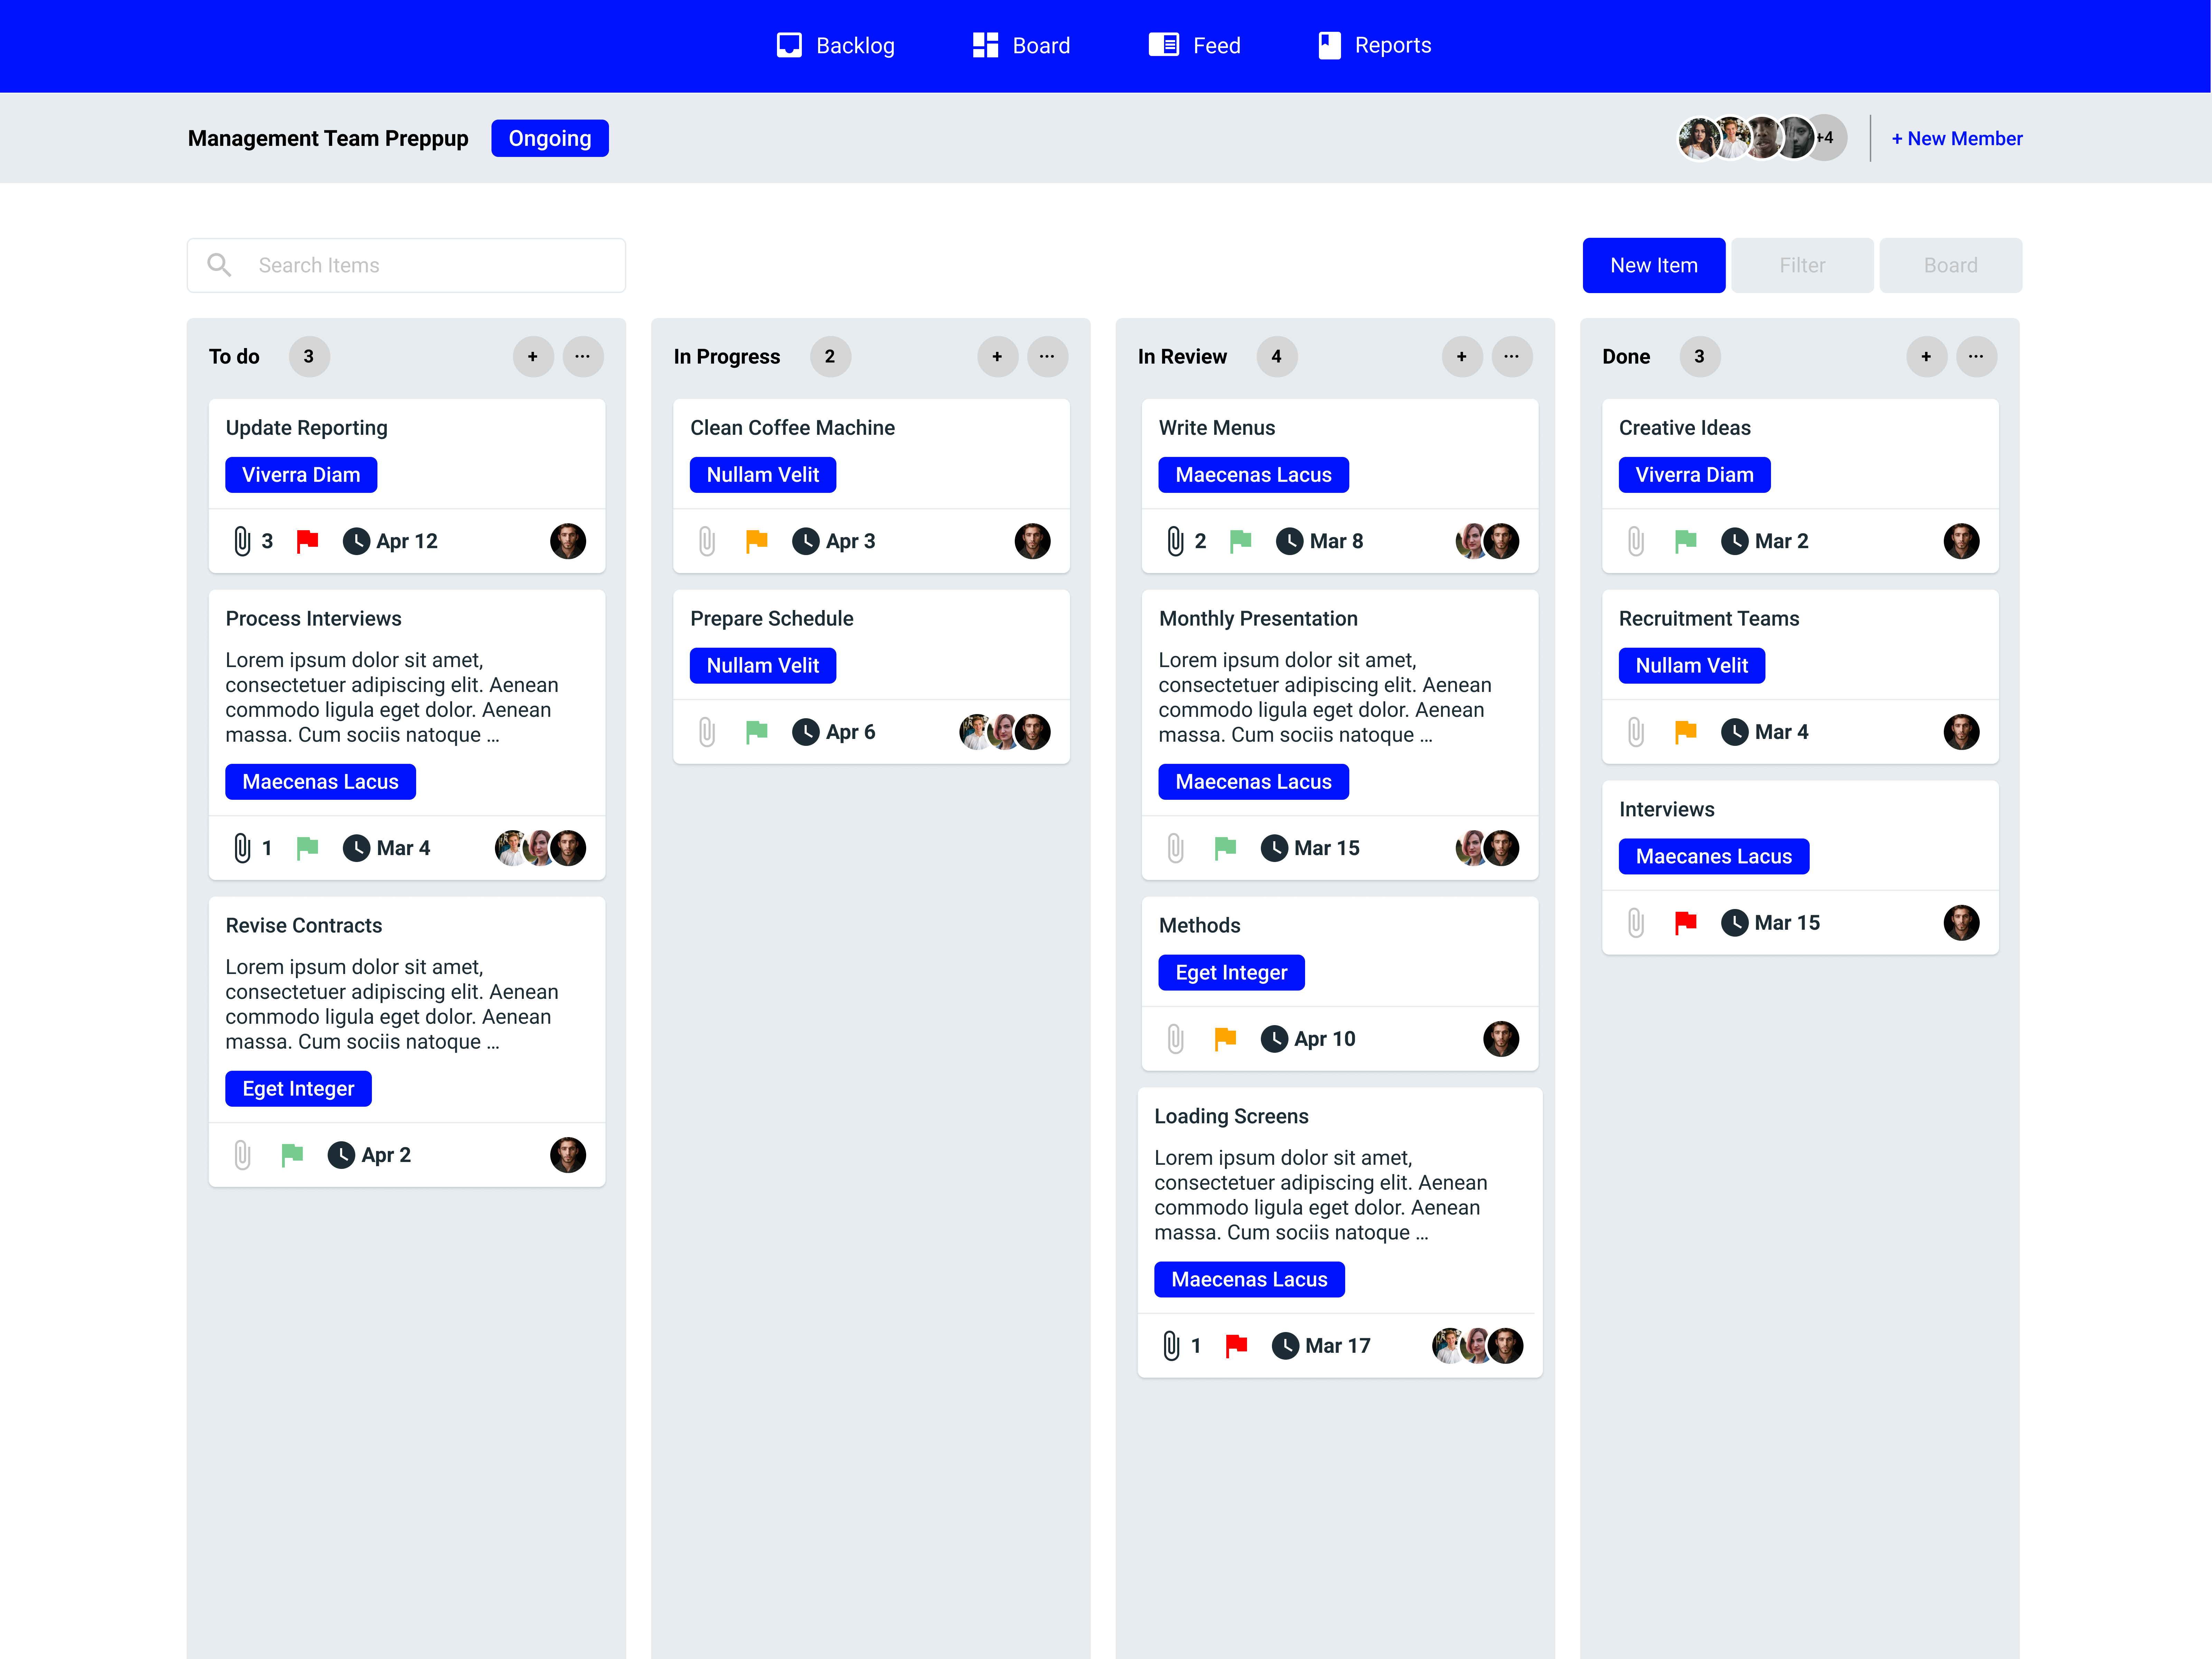 Backlog
Board
Feed
Reports
Management Team Preppup
Ongoing
+4
+ New Member
Search Items
New Item
Filter
Board
To do
3
+
...
Update Reporting
Viverra Diam
3
Apr 12
Process Interviews
Lorem ipsum dolor sit amet,
consectetuer adipiscing elit. Aenean
commodo ligula eget dolor. Aenean
massa. Cum sociis natoque ...
Maecenas Lacus
1
Mar 4
Revise Contracts
Lorem ipsum dolor sit amet,
consectetuer adipiscing elit. Aenean
commodo ligula eget dolor. Aenean
massa. Cum sociis natoque ...
Eget Integer
Apr 2
In Progress
2
+
...
Clean Coffee Machine
Nullam Velit
Apr 3
Prepare Schedule
Nullam Velit
Apr 6
In Review
4
+
...
Write Menus
Maecenas Lacus
2
Mar 8
Monthly Presentation
Lorem ipsum dolor sit amet,
consectetuer adipiscing elit. Aenean
commodo ligula eget dolor. Aenean
massa. Cum sociis natoque ...
Maecenas Lacus
Mar 15
Methods
Eget Integer
Apr 10
Loading Screens
Lorem ipsum dolor sit amet,
consectetuer adipiscing elit. Aenean
commodo ligula eget dolor. Aenean
massa. Cum sociis natoque ...
Maecenas Lacus
1
Mar 17
Done
3
+
...
Creative Ideas
Viverra Diam
Mar 2
Recruitment Teams
Nullam Velit
Mar 4
Interviews
Maecanes Lacus
Mar 15